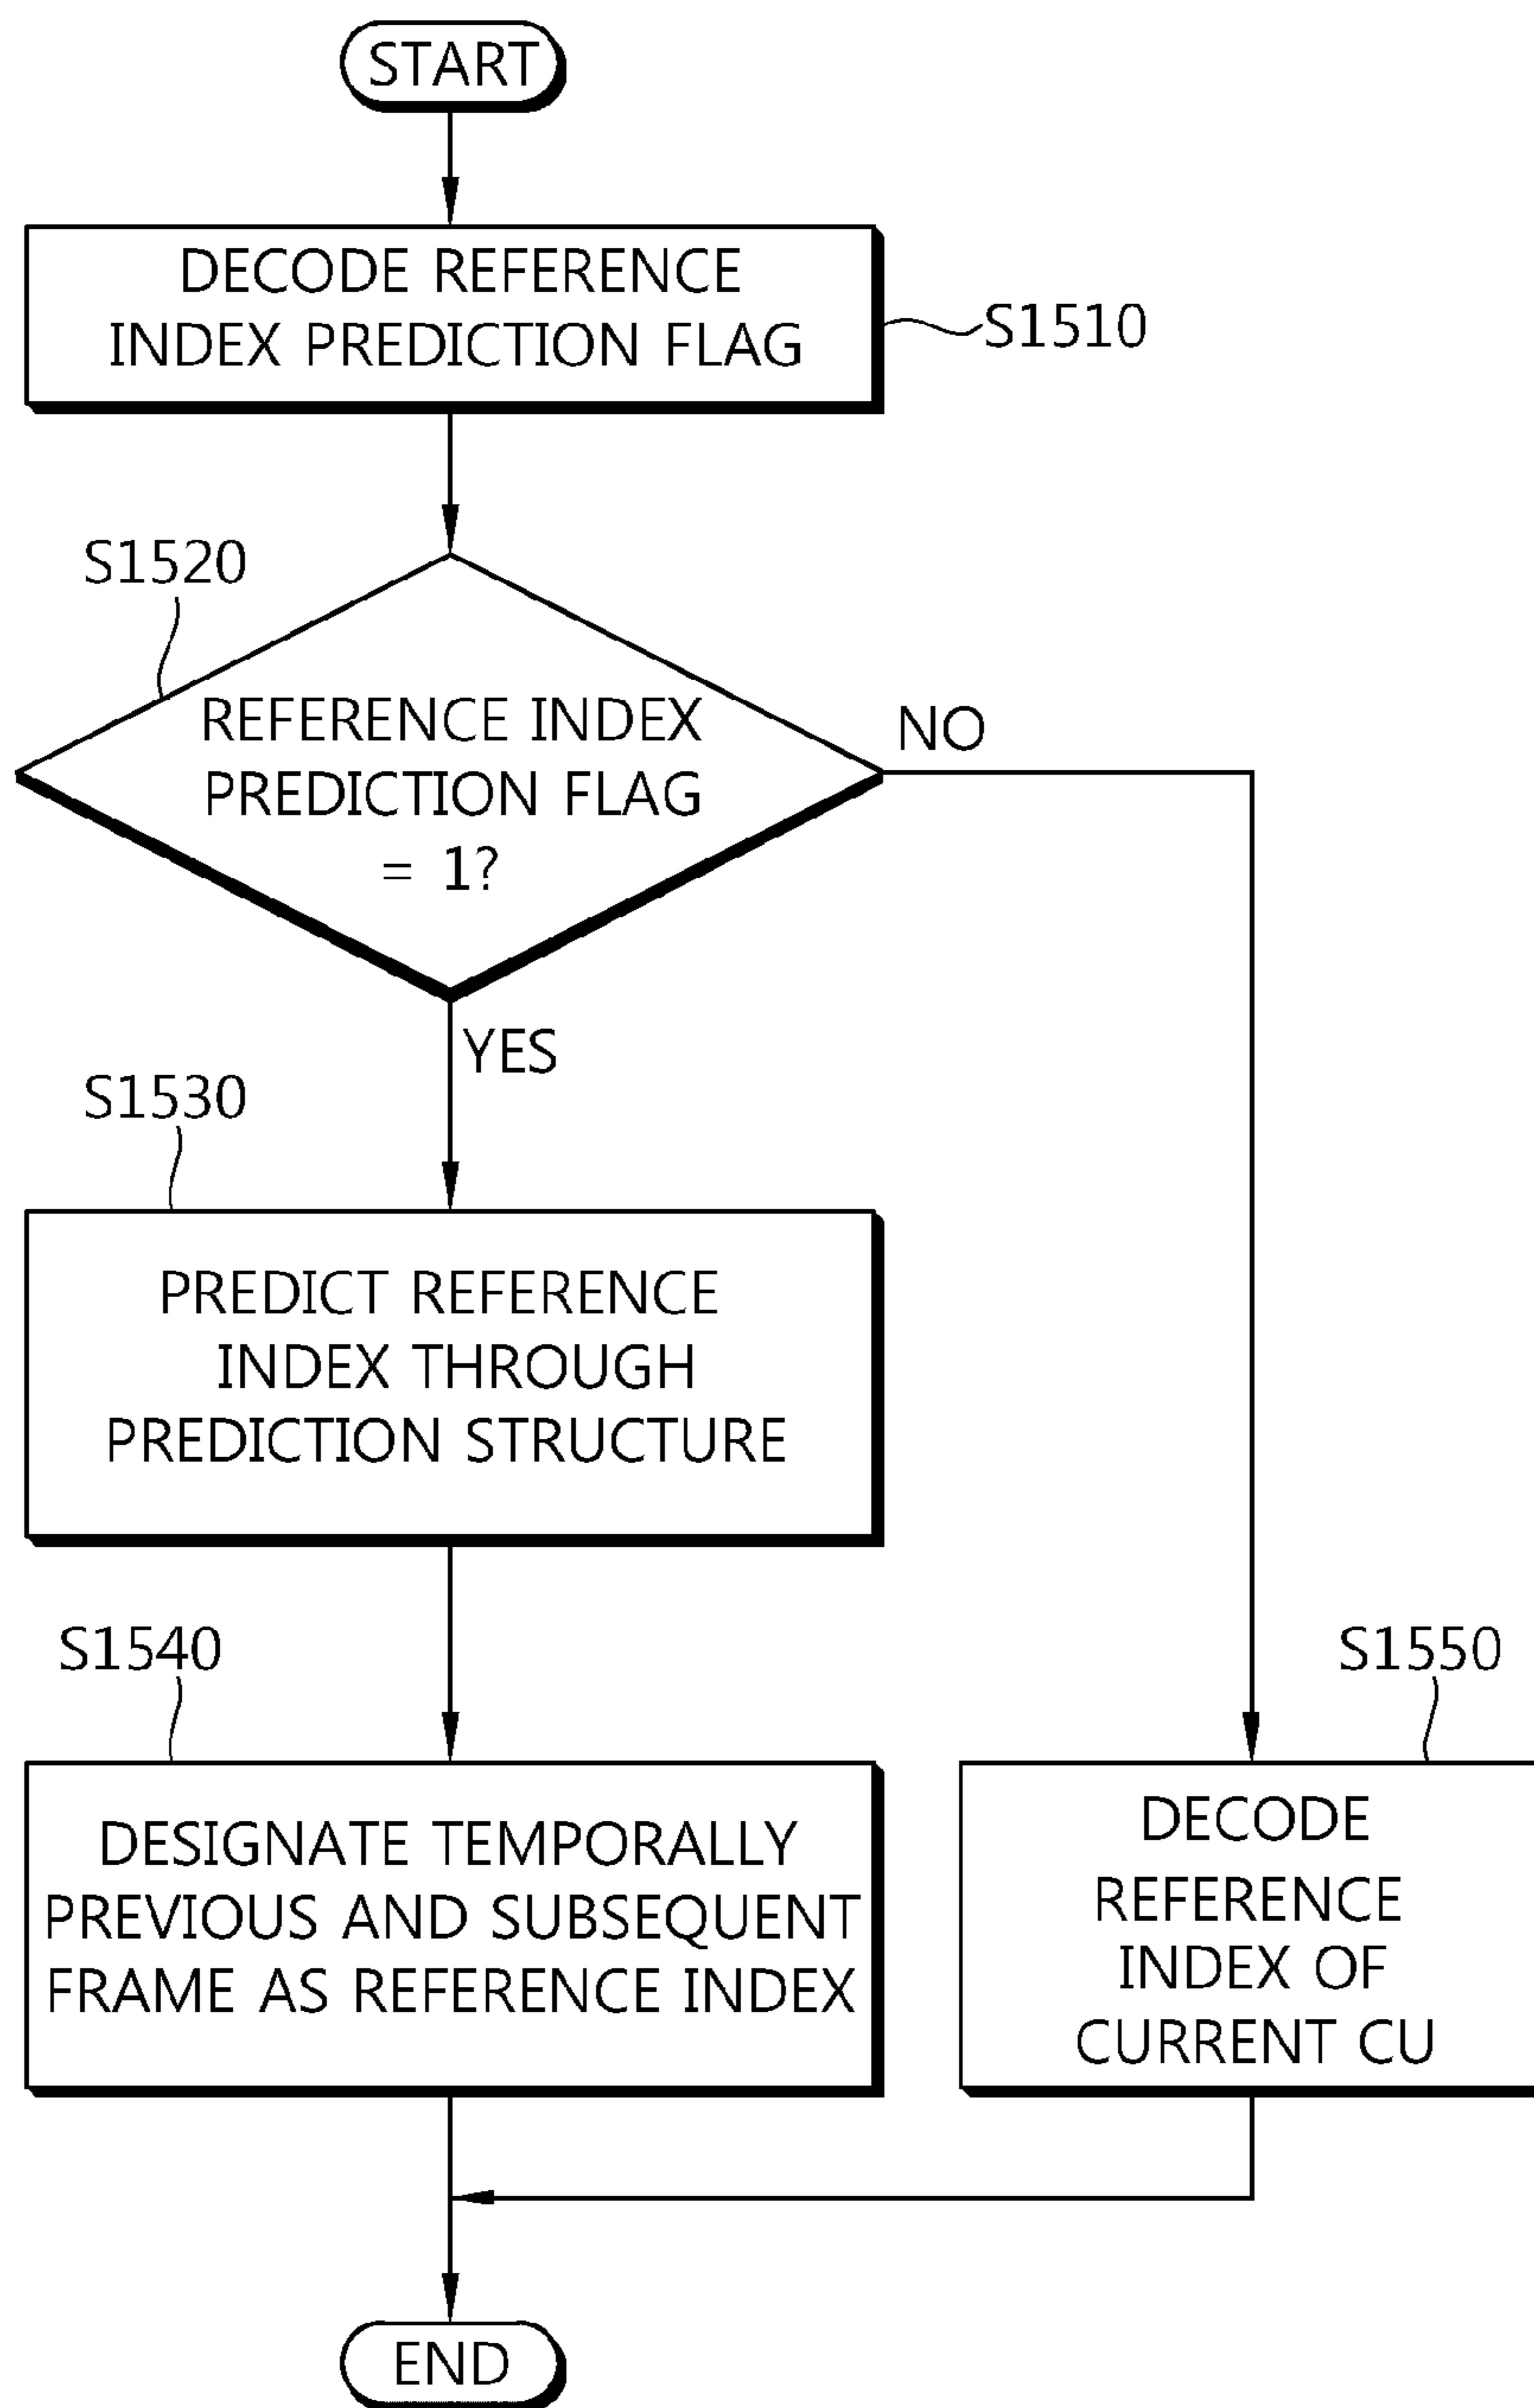 START
DECODE REFERENCE
INDEX PREDICTION FLAG
S1510
S1520
REFERENCE INDEX
PREDICTION FLAG
= 1?
NO
YES
S1530
PREDICT REFERENCE
INDEX THROUGH
PREDICTION STRUCTURE
S1540
DESIGNATE TEMPORALLY
PREVIOUS AND SUBSEQUENT
FRAME AS REFERENCE INDEX
S1550
DECODE
REFERENCE
INDEX OF
CURRENT CU
END